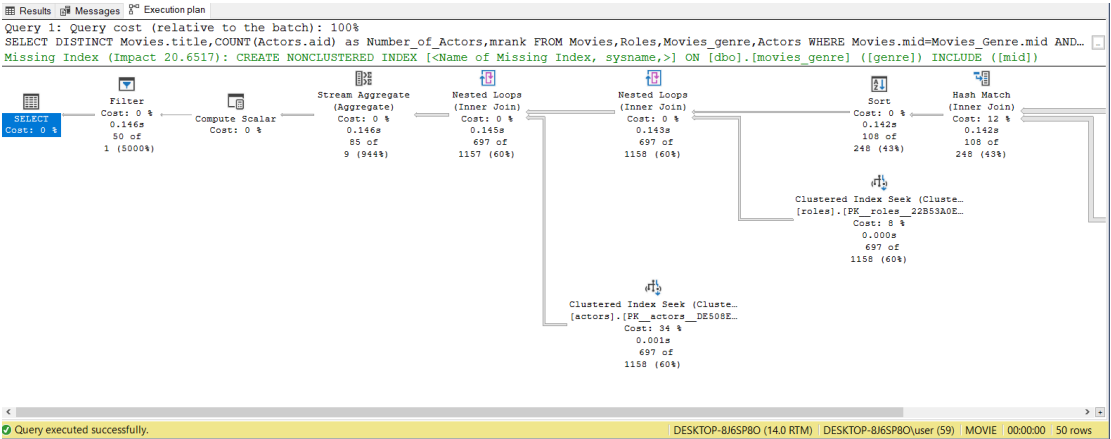 Results Messages Execution plan
Query 1: Query cost (relative to the batch): 100%
SELECT DISTINCT Movies.title,COUNT(Actors.aid) as Number_of_Actors,mrank FROM Movies,Roles,Movies_genre,Actors WHERE Movies.mid=Movies_Genre.mid AND…
Missing Index (Impact 20.6517): CREATE NONCLUSTERED INDEX [<Name of Missing Index, sysname,>] ON [dbo].[movies_genre] ([genre]) INCLUDE ([mid])
SELECT
Cost: 0 %
Filter
Cost: 0 %
0.146s
50 of
1 (5000%)
Compute Scalar
Cost: 0 %
Stream Aggregate
(Aggregate)
Cost: 0 %
0.146s
85 of
9 (944%)
Nested Loops
(Inner Join)
Cost: 0 %
0.145s
697 of
1157 (60%)
Nested Loops
(Inner Join)
Cost: 0 %
0.143s
697 of
1158 (60%)
Sort
Cost: 0 %
0.142s
108 of
248 (43%)
Hash Match
(Inner Join)
Cost: 12 %
0.142s
108 of
248 (43%)
Clustered Index Seek (Cluste…
[roles].[PK__roles__22B53A0E…
Cost: 8 %
0.000s
697 of
1158 (60%)
Clustered Index Seek (Cluste…
[actors].[PK__actors__DE508E…
Cost: 34 %
0.001s
697 of
1158 (60%)
Query executed successfully. DESKTOP-8J6SP8O (14.0 RTM) DESKTOP-8J6SP8O\user (59) MOVIE 00:00:00 50 rows